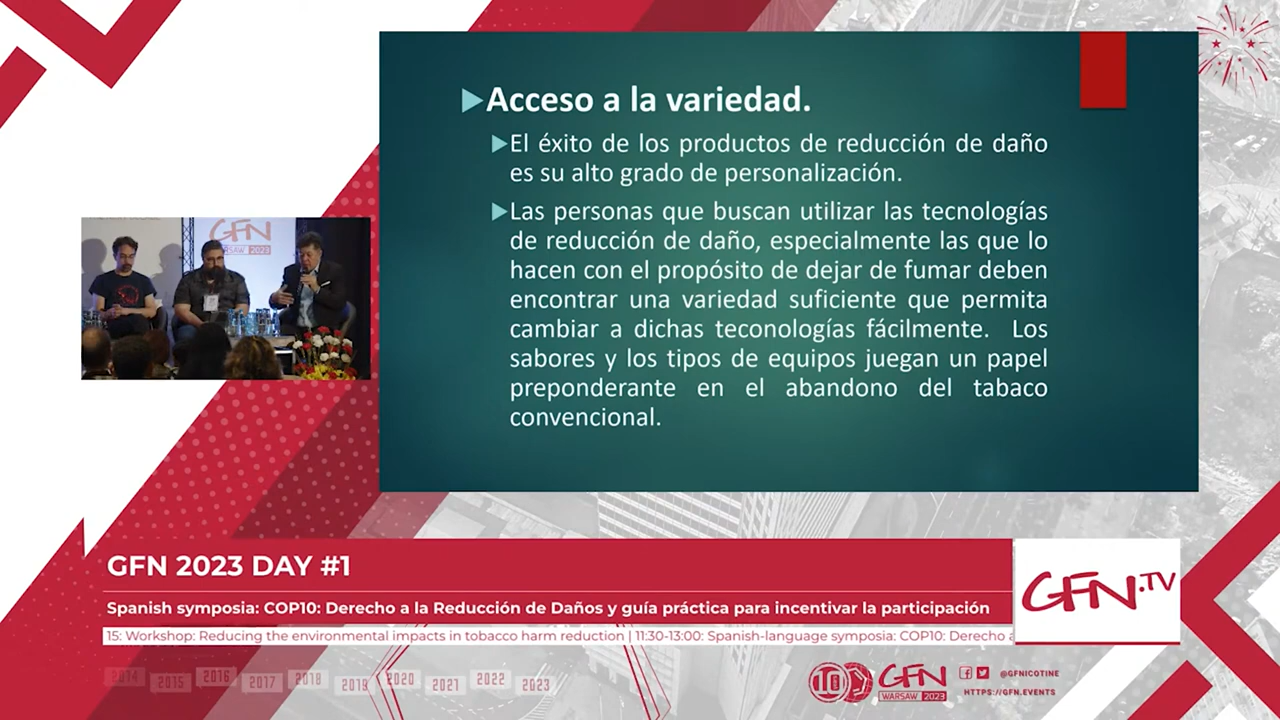 Acceso a la variedad.
El éxito de los productos de reducción de daño
es su alto grado de personalización.
Las personas que buscan utilizar las tecnologías
de reducción de daño, especialmente las que lo
hacen con el propósito de dejar de fumar deben
encontrar una variedad suficiente que permita
cambiar a dichas teconologías fácilmente. Los
sabores y los tipos de equipos juegan un papel
preponderante en el abandono del tabaco
convencional.
GFN
WARSAW 2023
GFN 2023 DAY #1
Spanish symposia: COP10: Derecho a la Reducción de Daños y guía práctica para incentivar la participación
15: Workshop: Reducing the environmental impacts in tobacco harm reduction | 11:30-13:00: Spanish-language symposia: COP10: Derecho a
GFN.TV
2014 2015 2016 2017 2018 2019 2020 2021 2022 2023
10 GFN
WARSAW 2023
@GFNICOTINE
HTTPS://GFN.EVENTS